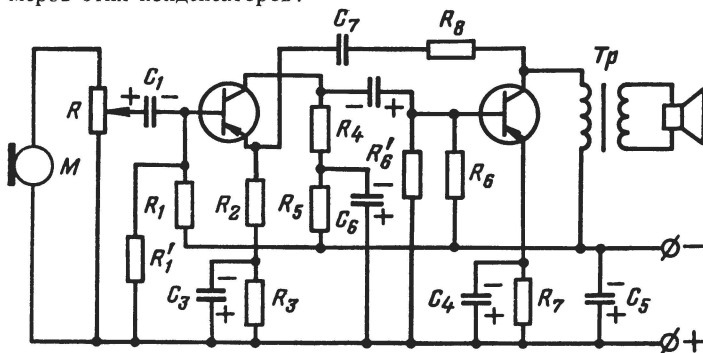 меров этих конденсаторов.
C7 R8 Тр
C1 R + −
− + R4 R6'
М R1 R2 R5 C6 − + R6
R1' C3 − + R3 C4 − + R7 − C5 +
−
+